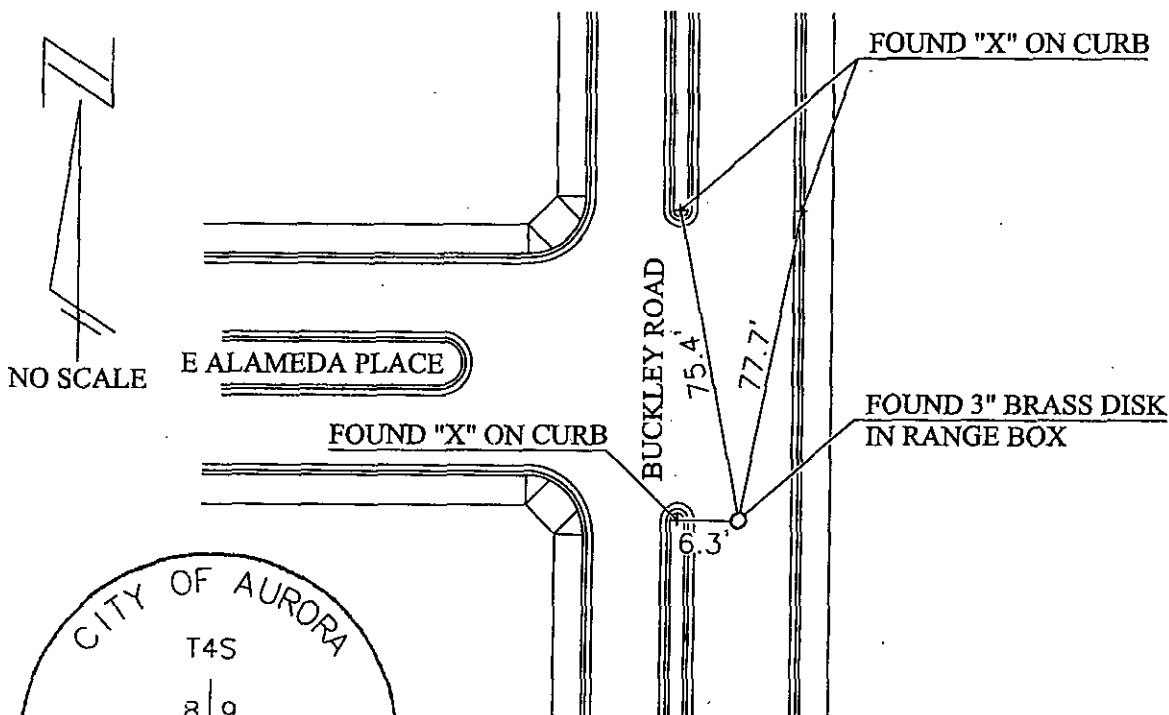 FOUND "X" ON CURB
NO SCALE
E ALAMEDA PLACE
BUCKLEY ROAD
75.4'
77.7'
FOUND "X" ON CURB
FOUND 3" BRASS DISK
IN RANGE BOX
6.3'
CITY OF AURORA
T4S
8|9